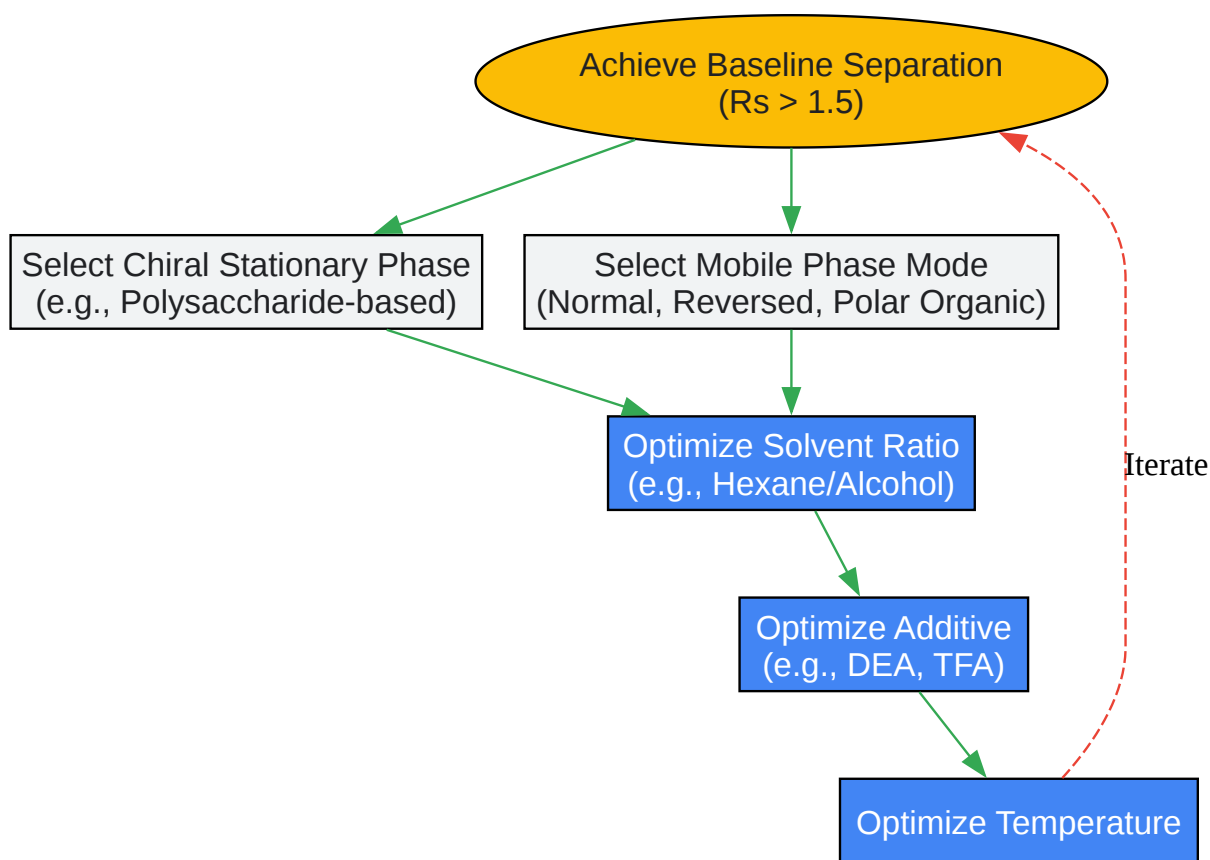 Achieve Baseline Separation
(Rs > 1.5)
Select Chiral Stationary Phase
(e.g., Polysaccharide-based)
Select Mobile Phase Mode
(Normal, Reversed, Polar Organic)
Optimize Solvent Ratio
(e.g., Hexane/Alcohol)
Iterate
Optimize Additive
(e.g., DEA, TFA)
Optimize Temperature